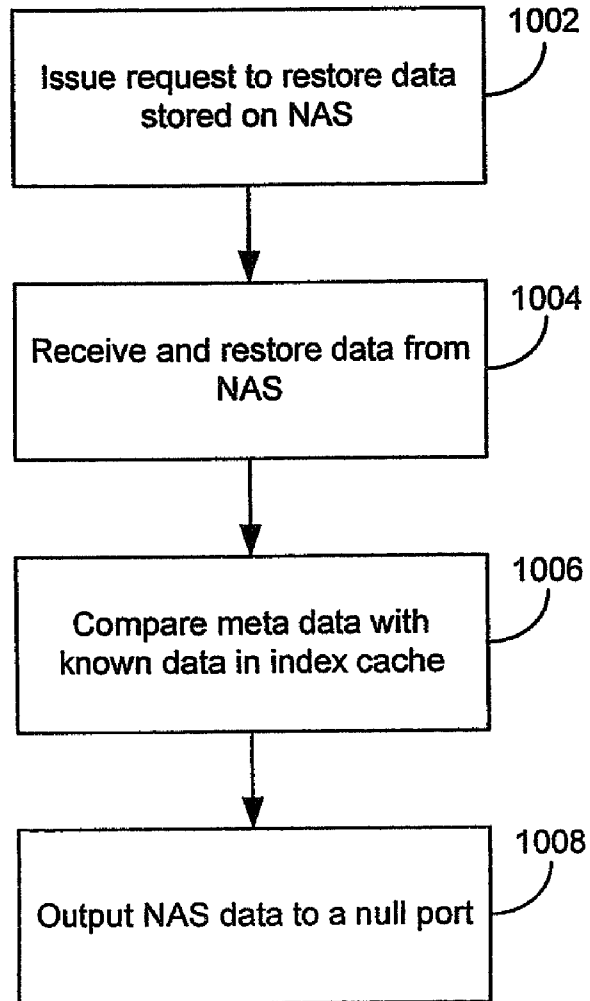 1002
Issue request to restore data
stored on NAS
1004
Receive and restore data from
NAS
1006
Compare meta data with
known data in index cache
1008
Output NAS data to a null port